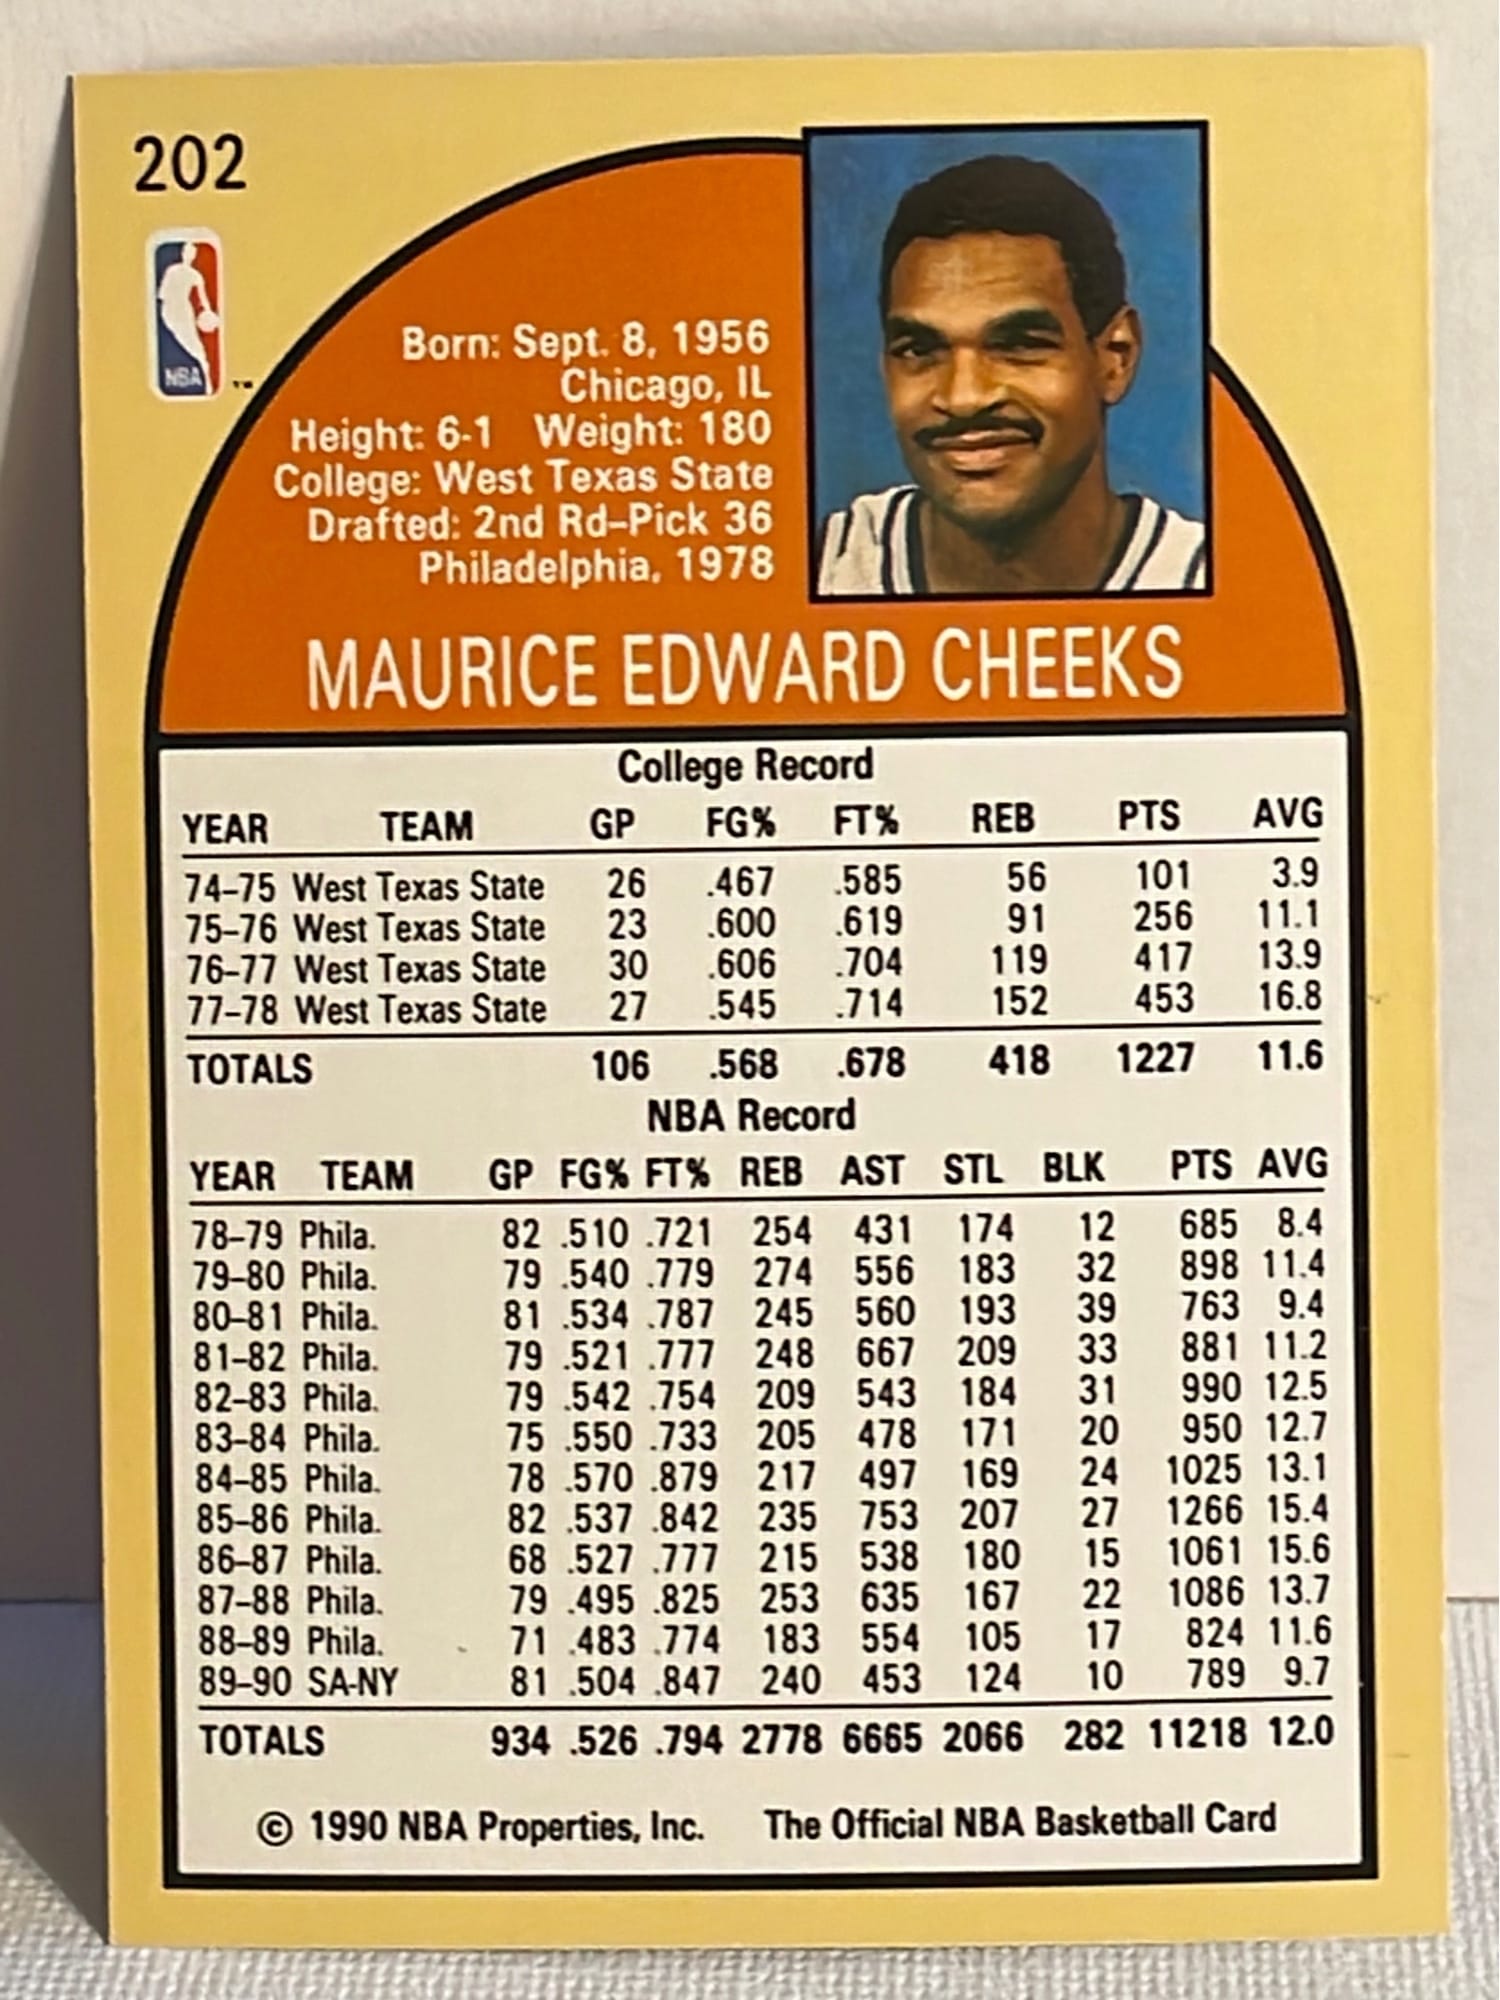 202
NBA
TM
Born: Sept. 8, 1956
Chicago, IL
Height: 6-1 Weight: 180
College: West Texas State
Drafted: 2nd Rd–Pick 36
Philadelphia, 1978
MAURICE EDWARD CHEEKS
College Record
YEAR TEAM GP FG% FT% REB PTS AVG
74–75 West Texas State 26 .467 .585 56 101 3.9
75–76 West Texas State 23 .600 .619 91 256 11.1
76–77 West Texas State 30 .606 .704 119 417 13.9
77–78 West Texas State 27 .545 .714 152 453 16.8
TOTALS 106 .568 .678 418 1227 11.6
NBA Record
YEAR TEAM GP FG% FT% REB AST STL BLK PTS AVG
78–79 Phila. 82 .510 .721 254 431 174 12 685 8.4
79–80 Phila. 79 .540 .779 274 556 183 32 898 11.4
80–81 Phila. 81 .534 .787 245 560 193 39 763 9.4
81–82 Phila. 79 .521 .777 248 667 209 33 881 11.2
82–83 Phila. 79 .542 .754 209 543 184 31 990 12.5
83–84 Phila. 75 .550 .733 205 478 171 20 950 12.7
84–85 Phila. 78 .570 .879 217 497 169 24 1025 13.1
85–86 Phila. 82 .537 .842 235 753 207 27 1266 15.4
86–87 Phila. 68 .527 .777 215 538 180 15 1061 15.6
87–88 Phila. 79 .495 .825 253 635 167 22 1086 13.7
88–89 Phila. 71 .483 .774 183 554 105 17 824 11.6
89–90 SA-NY 81 .504 .847 240 453 124 10 789 9.7
TOTALS 934 .526 .794 2778 6665 2066 282 11218 12.0
© 1990 NBA Properties, Inc. The Official NBA Basketball Card